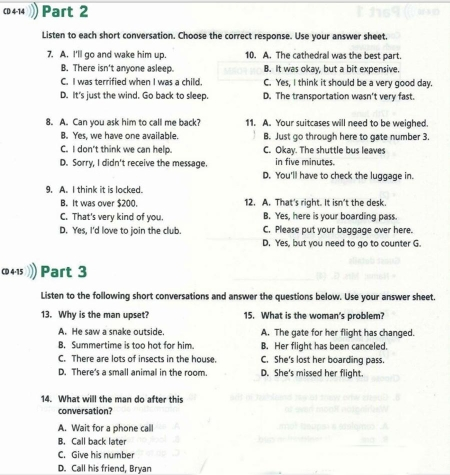 CD 4-14 Part 2
Listen to each short conversation. Choose the correct response. Use your answer sheet.
7. A. I'll go and wake him up.
B. There isn't anyone asleep.
C. I was terrified when I was a child.
D. It's just the wind. Go back to sleep.
8. A. Can you ask him to call me back?
B. Yes, we have one available.
C. I don't think we can help.
D. Sorry, I didn't receive the message.
9. A. I think it is locked.
B. It was over $200.
C. That's very kind of you.
D. Yes, I'd love to join the club.
10. A. The cathedral was the best part.
B. It was okay, but a bit expensive.
C. Yes, I think it should be a very good day.
D. The transportation wasn't very fast.
11. A. Your suitcases will need to be weighed.
B. Just go through here to gate number 3.
C. Okay. The shuttle bus leaves
in five minutes.
D. You'll have to check the luggage in.
12. A. That's right. It isn't the desk.
B. Yes, here is your boarding pass.
C. Please put your baggage over here.
D. Yes, but you need to go to counter G.
CD 4-15 Part 3
Listen to the following short conversations and answer the questions below. Use your answer sheet.
13. Why is the man upset?
A. He saw a snake outside.
B. Summertime is too hot for him.
C. There are lots of insects in the house.
D. There's a small animal in the room.
14. What will the man do after this
conversation?
A. Wait for a phone call
B. Call back later
C. Give his number
D. Call his friend, Bryan
15. What is the woman's problem?
A. The gate for her flight has changed.
B. Her flight has been canceled.
C. She's lost her boarding pass.
D. She's missed her flight.